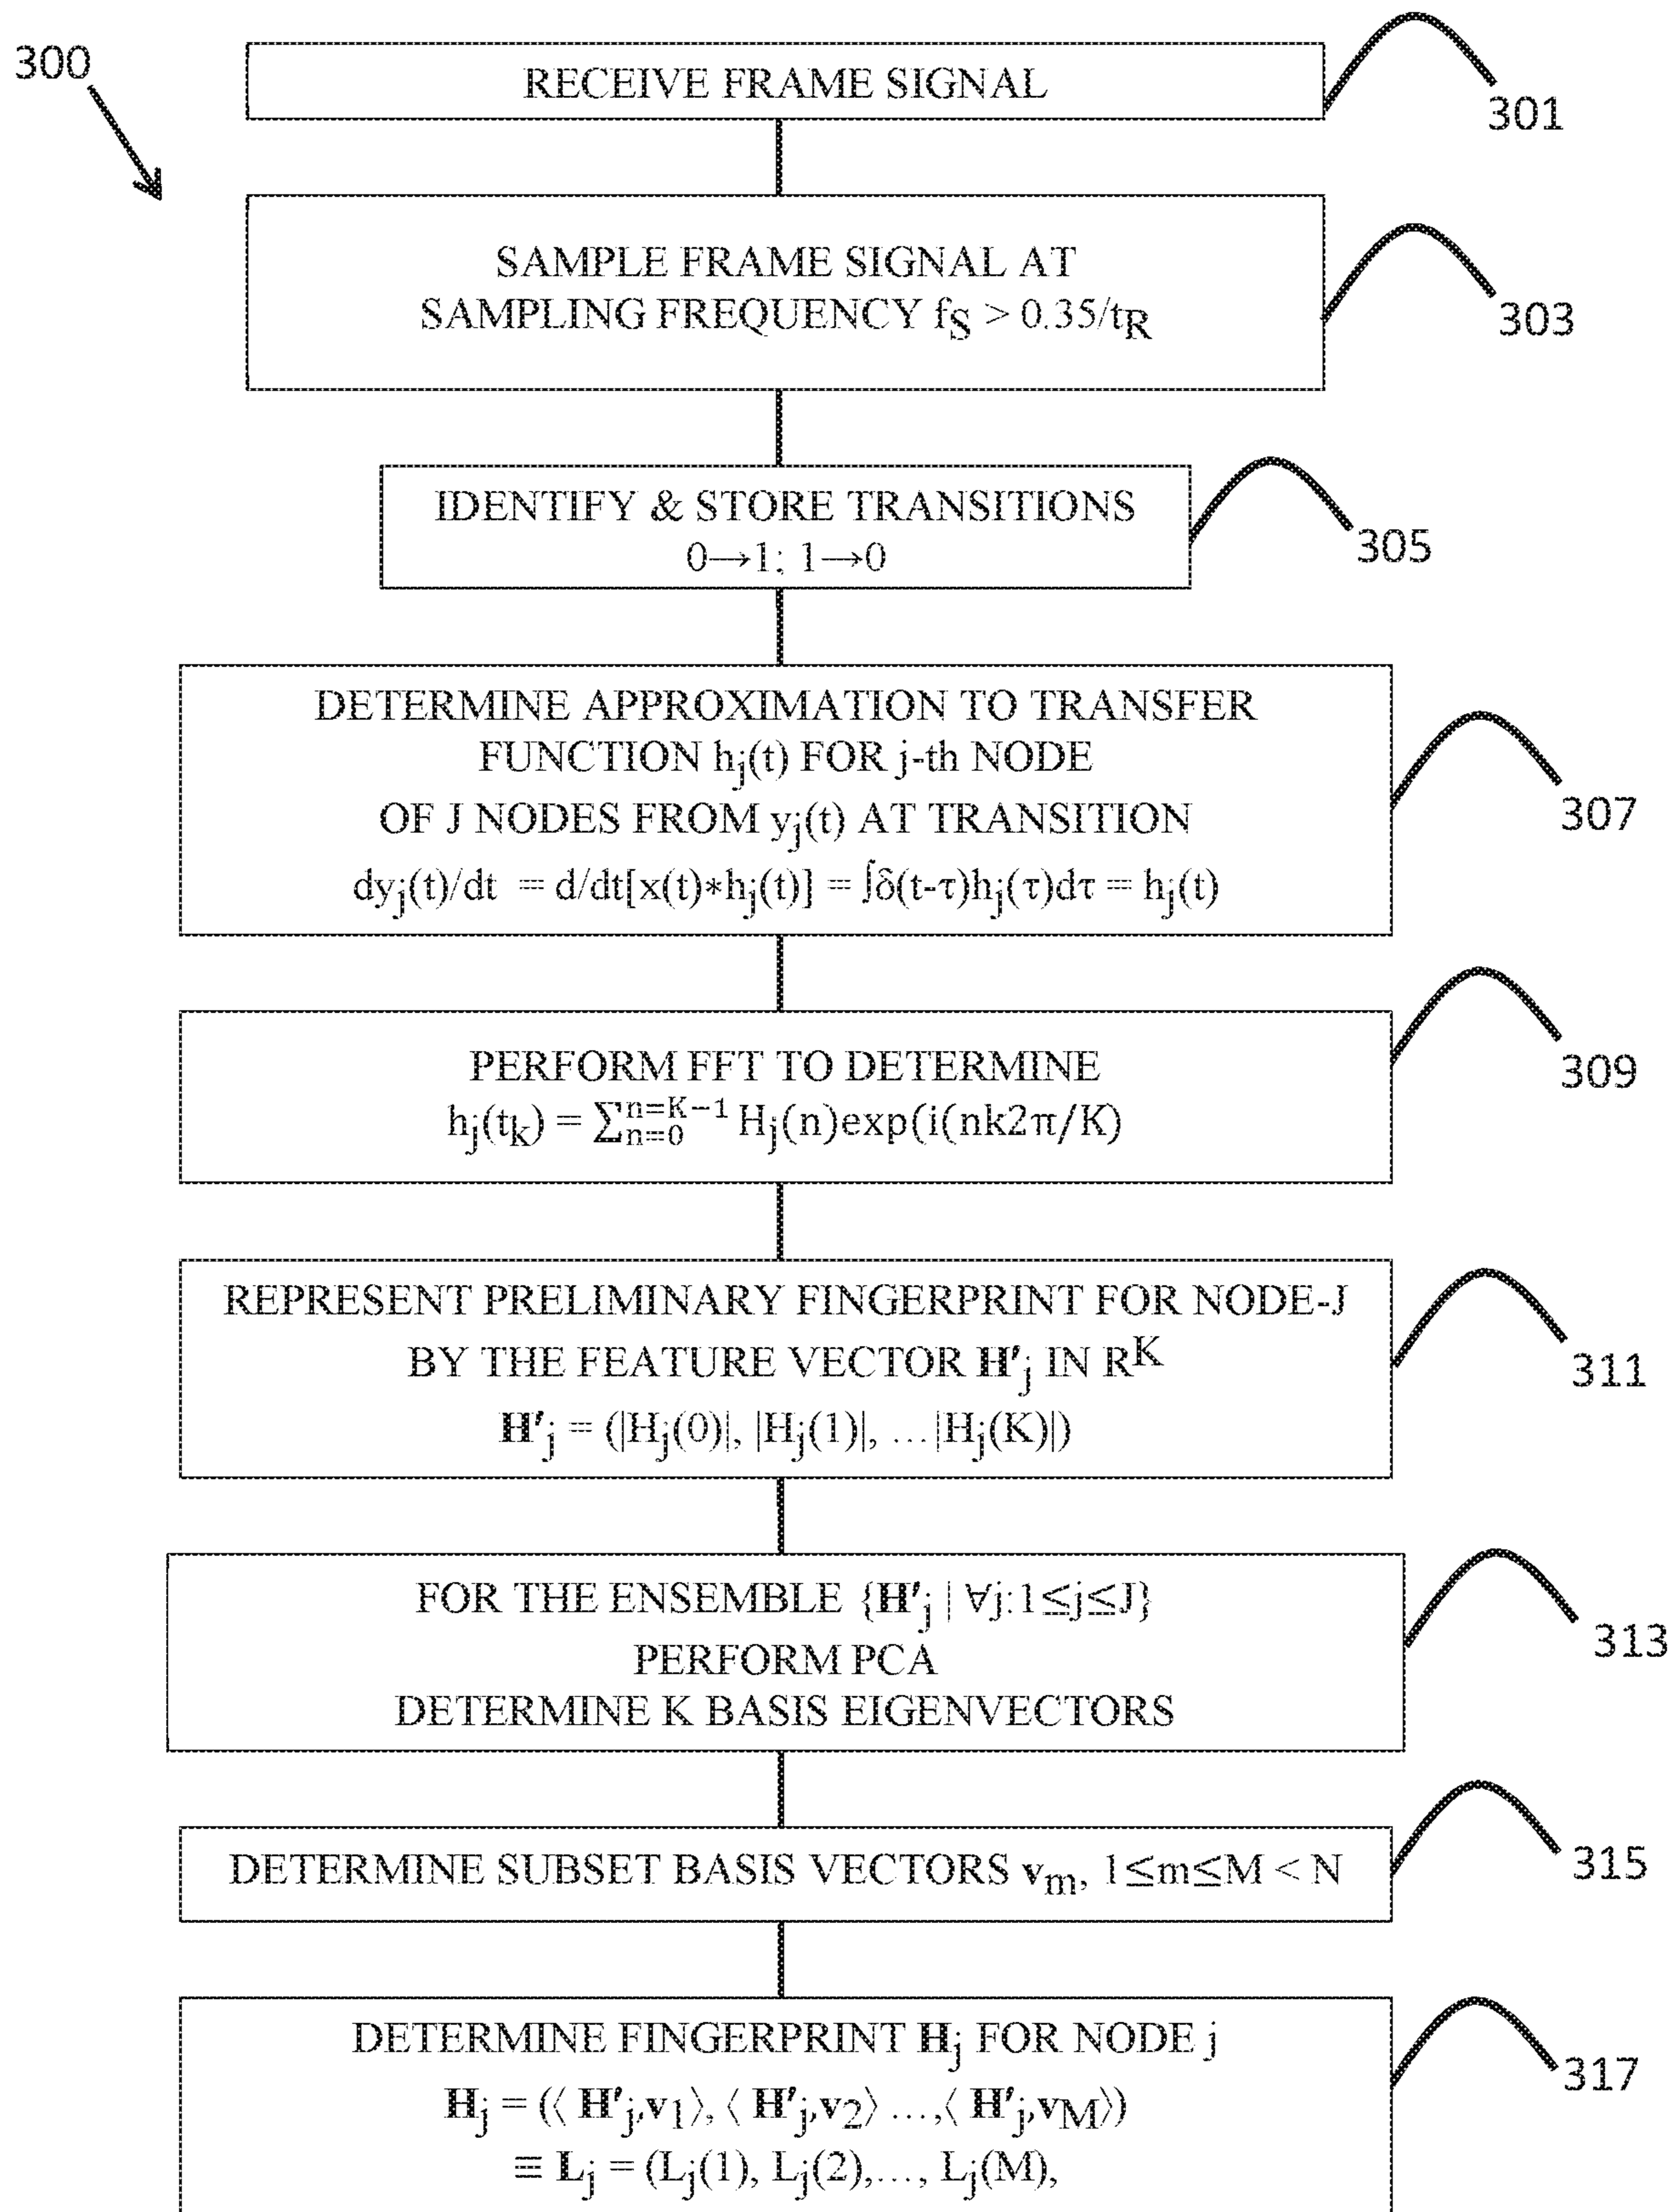 300
RECEIVE FRAME SIGNAL
301
SAMPLE FRAME SIGNAL AT
SAMPLING FREQUENCY fS > 0.35/tR
303
IDENTIFY & STORE TRANSITIONS
0→1; 1→0
305
DETERMINE APPROXIMATION TO TRANSFER
FUNCTION hj(t) FOR j-th NODE
OF J NODES FROM yj(t) AT TRANSITION
dyj(t)/dt = d/dt[x(t)*hj(t)] = ∫δ(t-τ)hj(τ)dτ = hj(t)
307
PERFORM FFT TO DETERMINE
hj(tk) = ∑n=0n=K−1 Hj(n)exp(i(nk2π/K)
309
REPRESENT PRELIMINARY FINGERPRINT FOR NODE-J
BY THE FEATURE VECTOR H'j IN RK
H'j = (|Hj(0)|, |Hj(1)|, …|Hj(K)|)
311
FOR THE ENSEMBLE {H'j | ∀j:1≤j≤J}
PERFORM PCA
DETERMINE K BASIS EIGENVECTORS
313
DETERMINE SUBSET BASIS VECTORS vm, 1≤m≤M < N
315
DETERMINE FINGERPRINT Hj FOR NODE j
Hj = (⟨ H'j,v1⟩, ⟨ H'j,v2⟩ …,⟨ H'j,vM⟩)
≡ Lj = (Lj(1), Lj(2),…, Lj(M),
317